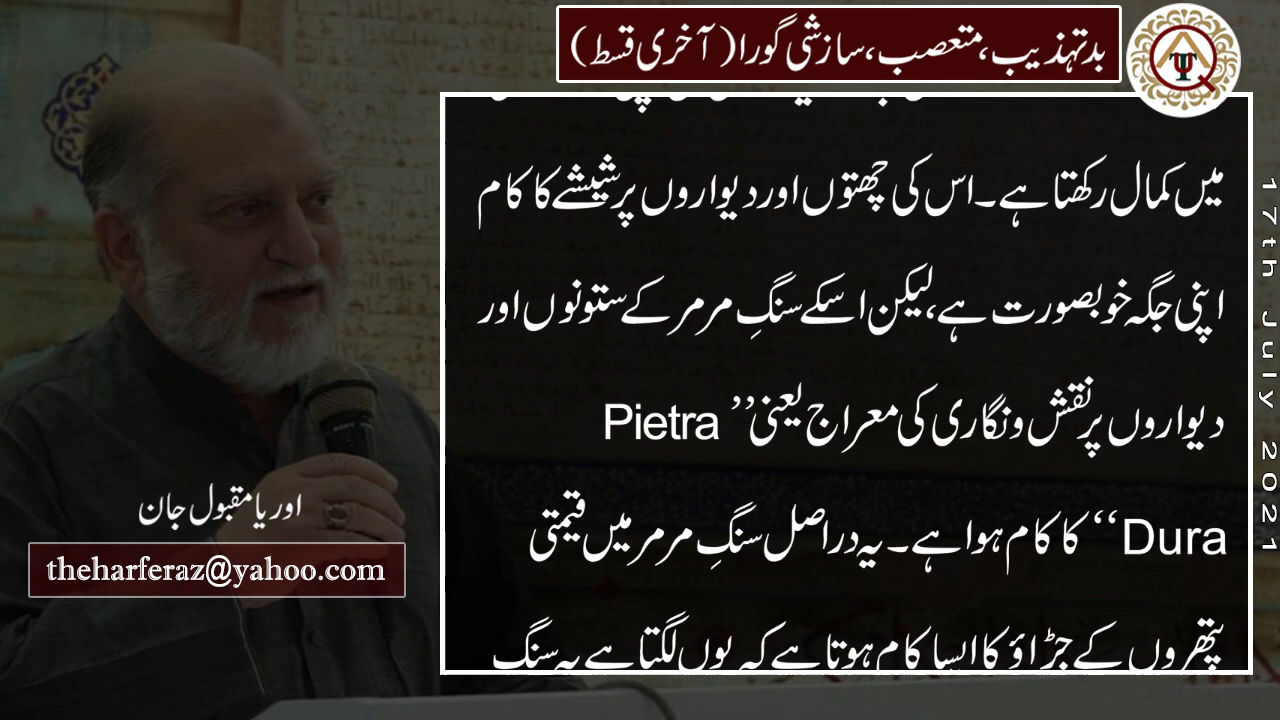 بدتہذیب، متعصب، سازشی گورا (آخری قسط)
میں کمال رکھتا ہے۔ اس کی چھتوں اور دیواروں پر شیشے کا کام
اپنی جگہ خوبصورت ہے، لیکن اسکے سنگِ مرمر کے ستونوں اور
دیواروں پر نقش و نگاری کی معراج یعنی ’’ Pietra
Dura ‘‘ کا کام ہوا ہے۔ یہ دراصل سنگِ مرمر میں قیمتی
پتھروں کے جڑاؤ کا ایسا کام ہوتا ہے کہ یوں لگتا ہے یہ سنگ
17th July 2021
اوریا مقبول جان
theharferaz@yahoo.com